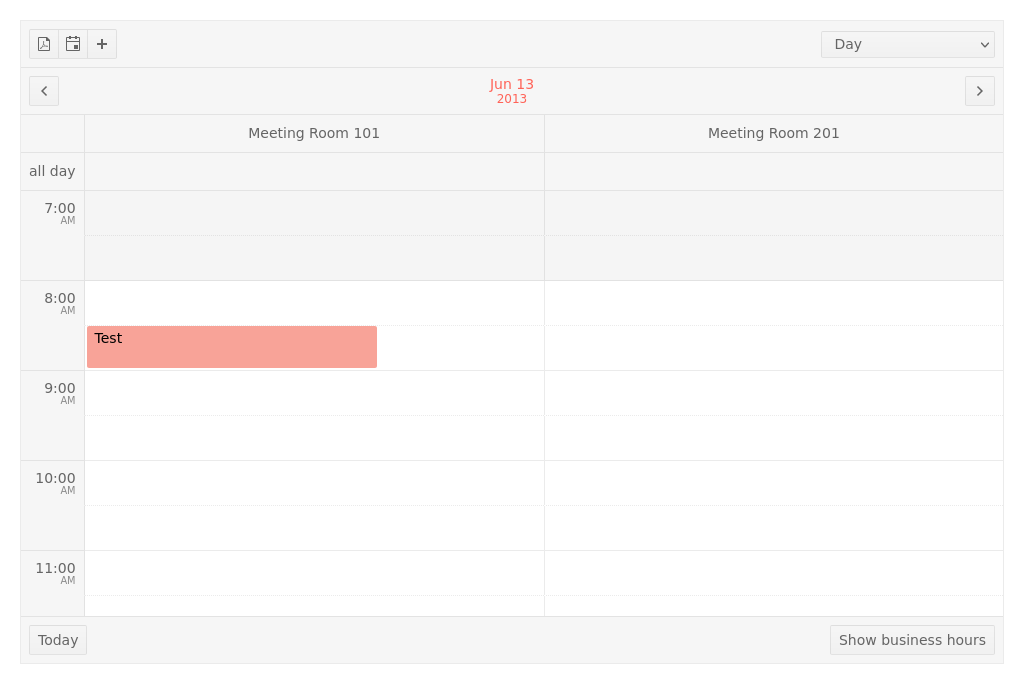 Day
Jun 13
2013
Meeting Room 101
Meeting Room 201
all day
7:00
AM
8:00
AM
Test
9:00
AM
10:00
AM
11:00
AM
Today
Show business hours